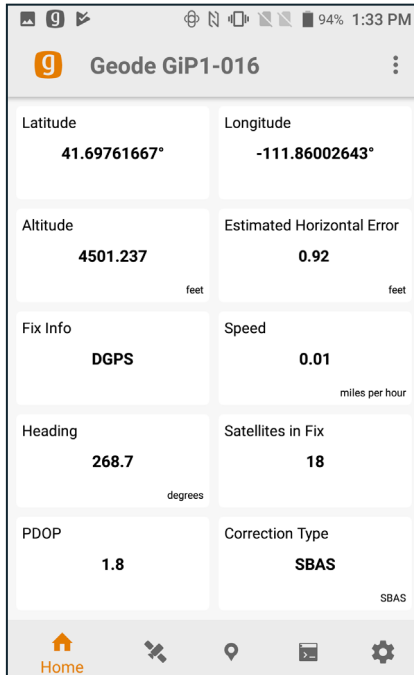 94% 1:33 PM
g Geode GiP1-016
Latitude
41.69761667°
Longitude
-111.86002643°
Altitude
4501.237
feet
Estimated Horizontal Error
0.92
feet
Fix Info
DGPS
Speed
0.01
miles per hour
Heading
268.7
degrees
Satellites in Fix
18
PDOP
1.8
Correction Type
SBAS
SBAS
Home